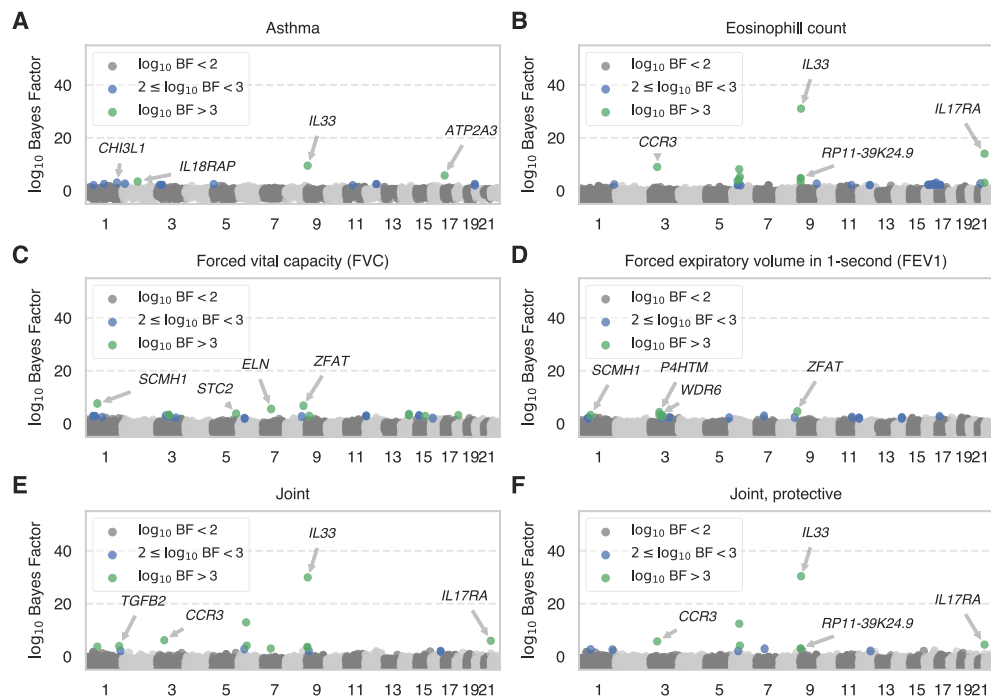 A
Asthma
log10 Bayes Factor
40
20
0
log10 BF < 2
2 ≤ log10 BF < 3
log10 BF > 3
CHI3L1
IL18RAP
IL33
ATP2A3
1 3 5 7 9 11 13 15 17 19 21
B
Eosinophill count
log10 Bayes Factor
40
20
0
log10 BF < 2
2 ≤ log10 BF < 3
log10 BF > 3
IL33
IL17RA
CCR3
RP11-39K24.9
1 3 5 7 9 11 13 15 17 19 21
C
Forced vital capacity (FVC)
log10 Bayes Factor
40
20
0
log10 BF < 2
2 ≤ log10 BF < 3
log10 BF > 3
SCMH1
STC2
ELN
ZFAT
1 3 5 7 9 11 13 15 17 19 21
D
Forced expiratory volume in 1-second (FEV1)
log10 Bayes Factor
40
20
0
log10 BF < 2
2 ≤ log10 BF < 3
log10 BF > 3
SCMH1
P4HTM
WDR6
ZFAT
1 3 5 7 9 11 13 15 17 19 21
E
Joint
log10 Bayes Factor
40
20
0
log10 BF < 2
2 ≤ log10 BF < 3
log10 BF > 3
IL33
TGFB2
CCR3
IL17RA
1 3 5 7 9 11 13 15 17 19 21
F
Joint, protective
log10 Bayes Factor
40
20
0
log10 BF < 2
2 ≤ log10 BF < 3
log10 BF > 3
IL33
CCR3
IL17RA
RP11-39K24.9
1 3 5 7 9 11 13 15 17 19 21